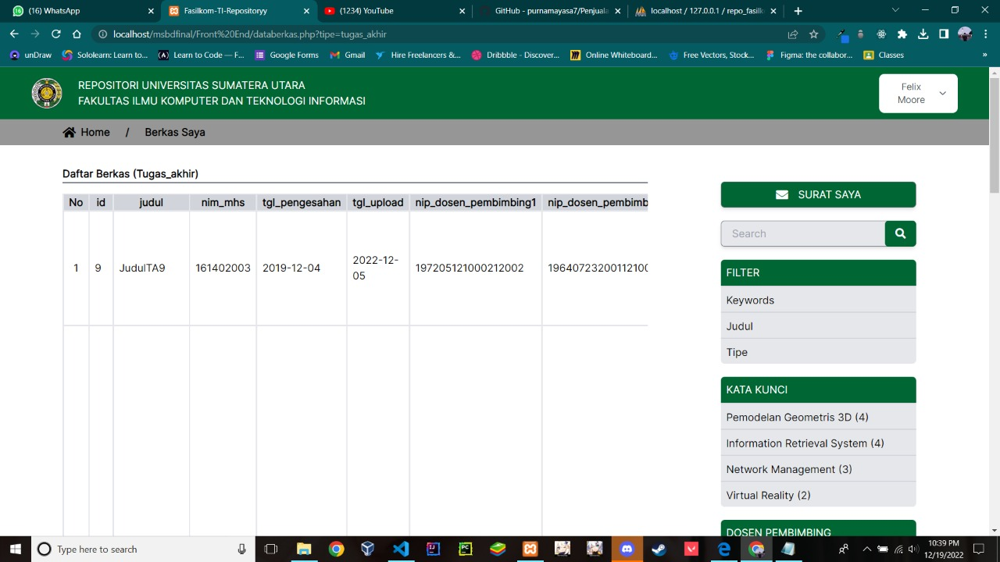 (16) WhatsApp
Fasilkom-TI-Repositoryy
(1234) YouTube
GitHub - purnamayasa7/Penjuala
localhost / 127.0.0.1 / repo_fasilk
localhost/msbdfinal/Front%20End/databerkas.php?tipe=tugas_akhir
unDraw
Sololearn: Learn to...
Learn to Code — F...
Google Forms
Gmail
Hire Freelancers &...
Dribbble - Discover...
Online Whiteboard...
Free Vectors, Stock...
Figma: the collabor...
Classes
»
REPOSITORI UNIVERSITAS SUMATERA UTARA
FAKULTAS ILMU KOMPUTER DAN TEKNOLOGI INFORMASI
Felix
Moore
Home / Berkas Saya
Daftar Berkas (Tugas_akhir)
No id judul nim_mhs tgl_pengesahan tgl_upload nip_dosen_pembimbing1 nip_dosen_pembimb
1 9 JudulTA9 161402003 2019-12-04 2022-12-05 197205121000212002 19640723200112100
SURAT SAYA
Search
FILTER
Keywords
Judul
Tipe
KATA KUNCI
Pemodelan Geometris 3D (4)
Information Retrieval System (4)
Network Management (3)
Virtual Reality (2)
DOSEN PEMBIMBING
Type here to search
10:39 PM
12/19/2022